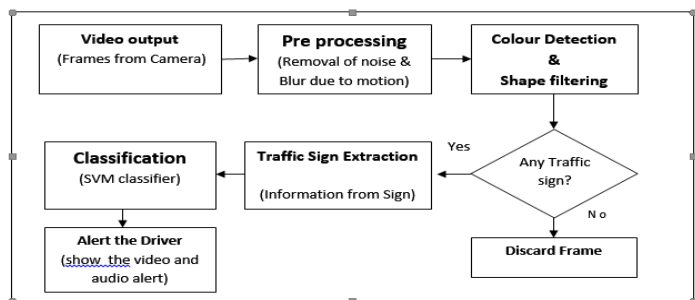 Video output
(Frames from Camera)
Pre processing
(Removal of noise &
Blur due to motion)
Colour Detection
&
Shape filtering
Any Traffic
sign?
Yes
No
Discard Frame
Traffic Sign Extraction
(Information from Sign)
Classification
(SVM classifier)
Alert the Driver
(show the video and
audio alert)